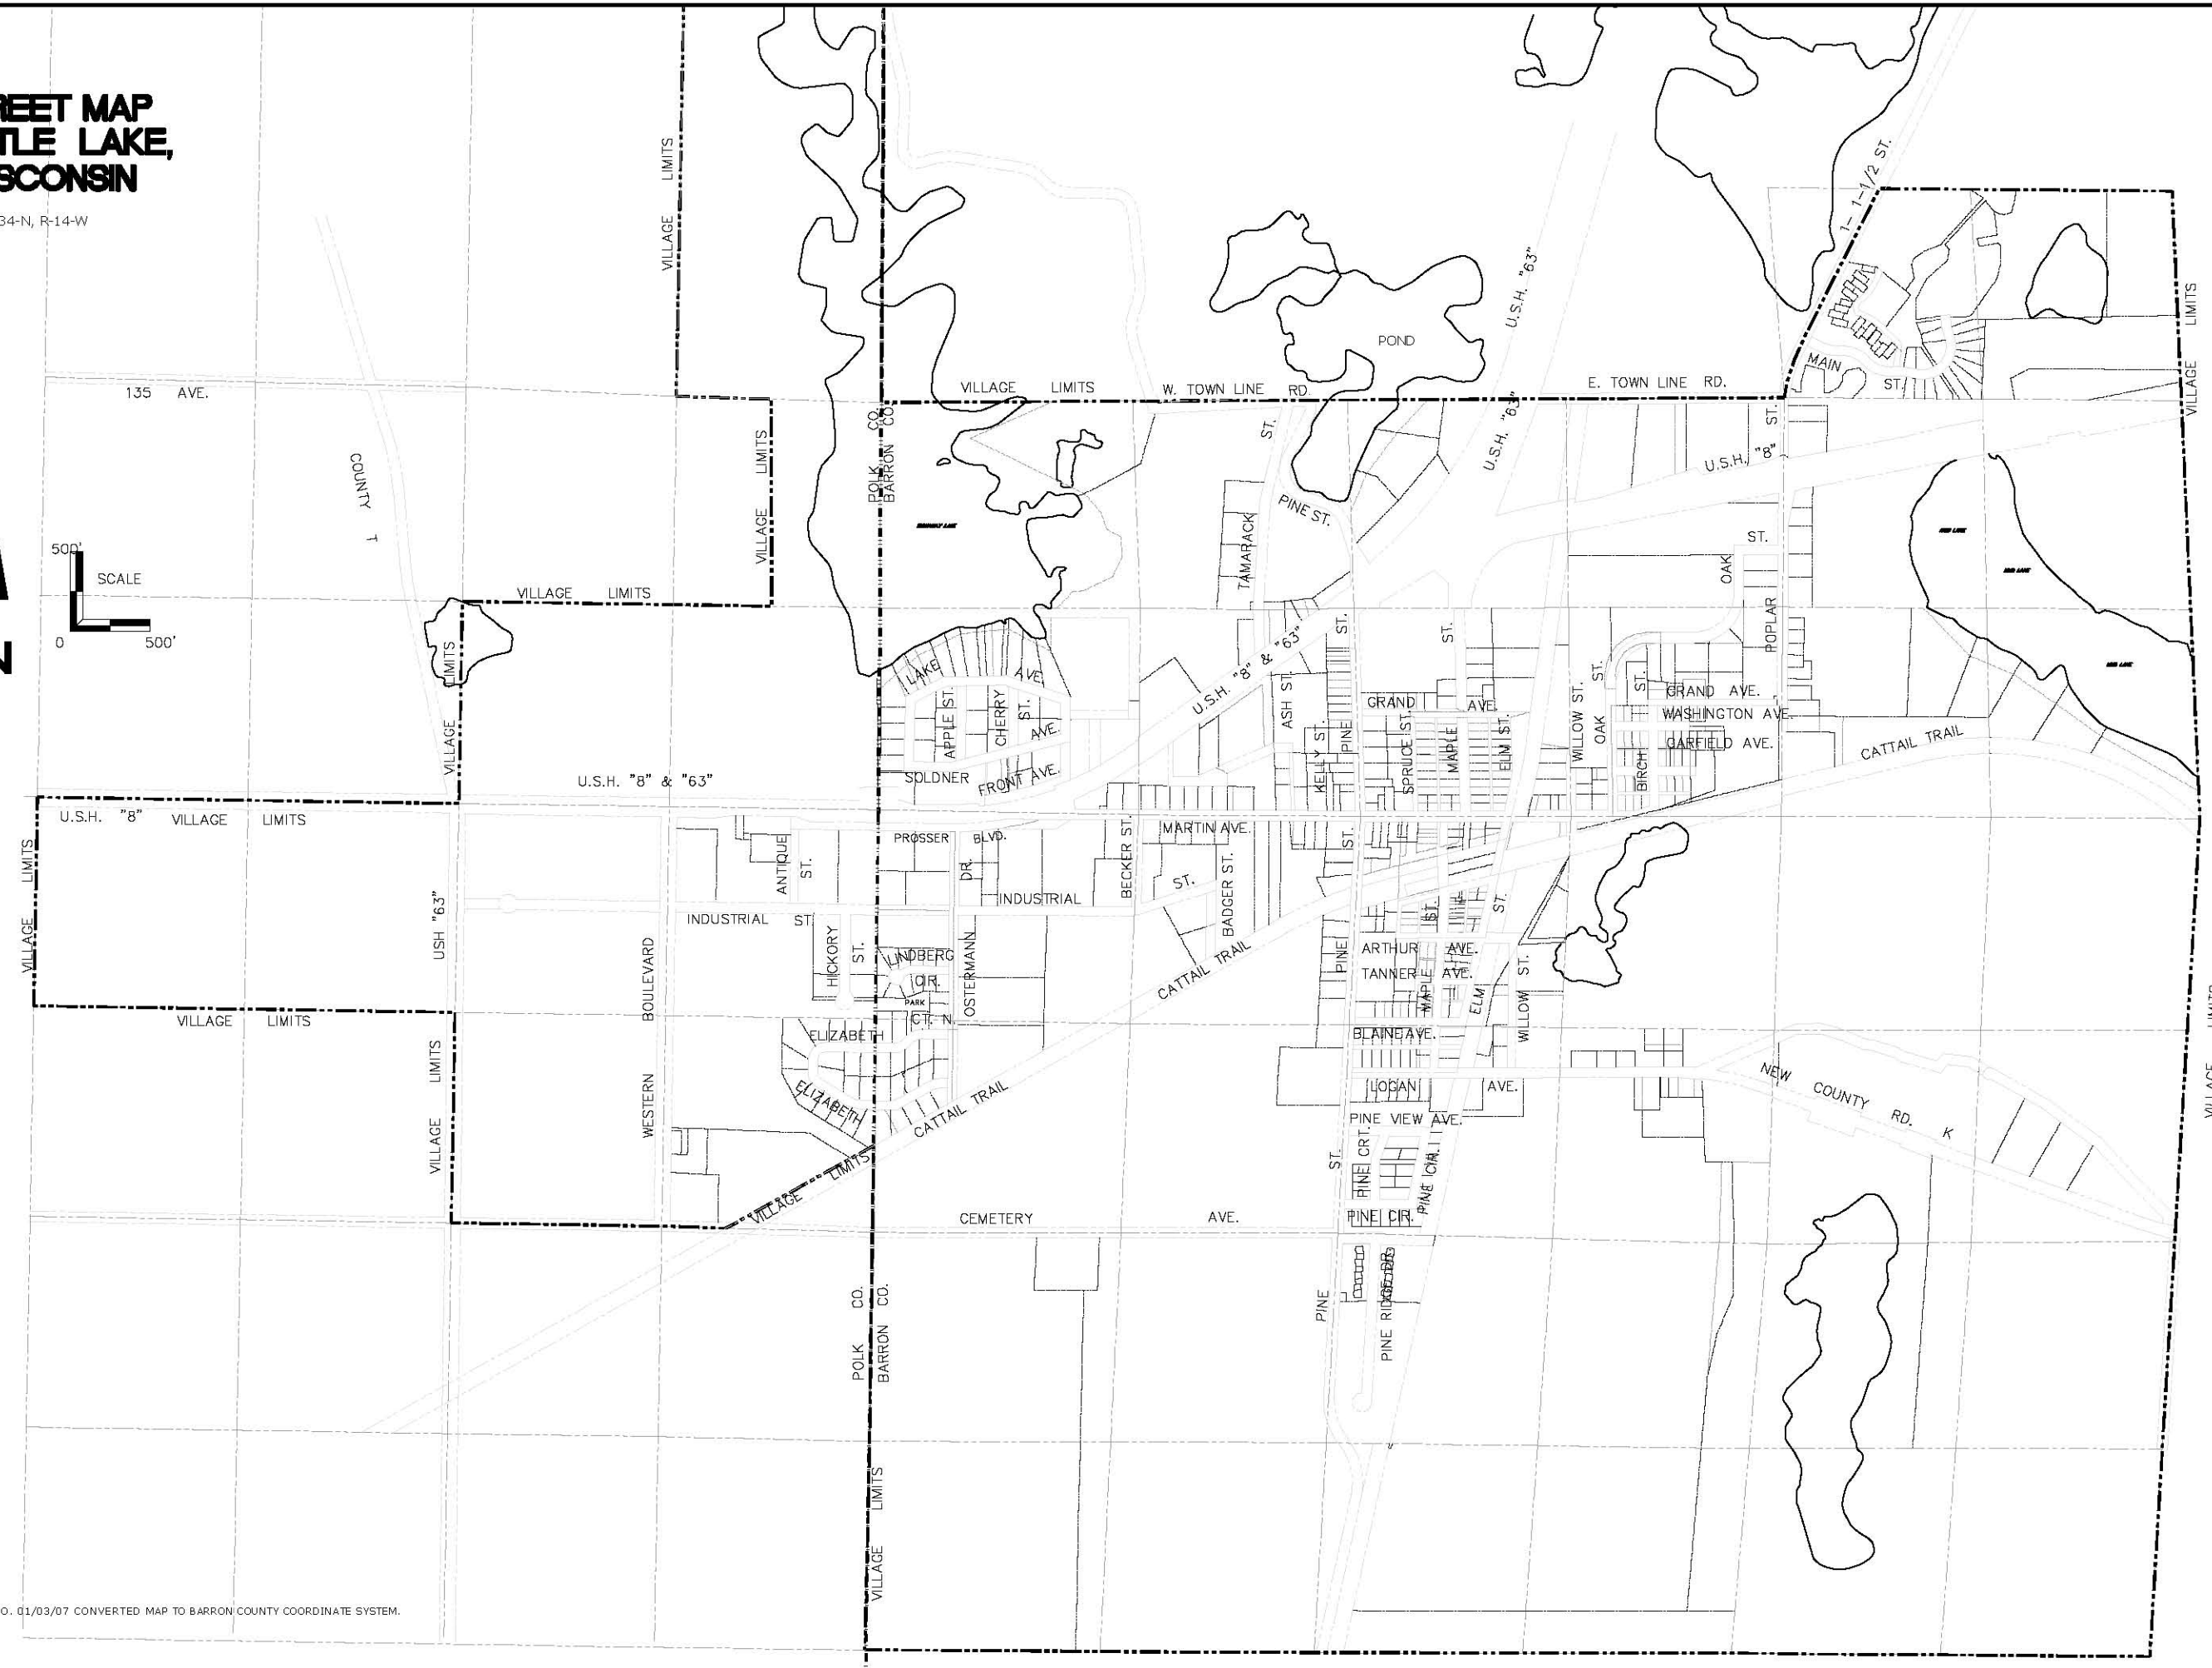 REET MAP
TLE LAKE,
SCONSIN
34-N, R-14-W
500'
SCALE
0 500'
N
135 AVE.
COUNTY T
VILLAGE LIMITS
VILLAGE LIMITS
VILLAGE LIMITS
VILLAGE LIMITS
POLK CO.
BARRON CO.
VILLAGE LIMITS
W. TOWN LINE RD.
E. TOWN LINE RD.
POND
U.S.H. "63"
U.S.H. "63"
U.S.H. "63"
1- 1-1/2 ST.
MAIN ST.
VILLAGE LIMITS
U.S.H. "8"
ST.
PINE ST.
TAMARACK
ST.
OAK
POPLAR
ST.
MUD LAKE
MUD LAKE
MUD LAKE
VILLAGE LIMITS
LAKE AVE.
APPLE ST.
CHERRY ST.
AVE.
SOLDNER
FRONT AVE.
U.S.H. "8" & "63"
U.S.H. "8" & "63"
ASH ST.
KELLY ST.
PINE ST.
GRAND AVE.
SPRUCE ST.
MAPLE ST.
ELM ST.
WILLOW ST.
OAK ST.
BIRCH ST.
GRAND AVE.
WASHINGTON AVE.
GARFIELD AVE.
CATTAIL TRAIL
U.S.H. "8"
VILLAGE LIMITS
VILLAGE LIMITS
USH "63"
PROSSER BLVD.
ANTIQUE ST.
DR.
OSTERMANN
BECKER ST.
MARTIN AVE.
ST.
BADGER ST.
INDUSTRIAL ST.
INDUSTRIAL
HICKORY ST.
LINDBERG CIR.
PARK
CT. N.
ELIZABETH
ELIZABETH
WESTERN BOULEVARD
CATTAIL TRAIL
CATTAIL TRAIL
PINE ST.
ARTHUR AVE.
TANNER AVE.
MAPLE ST.
ELM ST.
WILLOW ST.
BLAINE AVE.
LOGAN AVE.
PINE VIEW AVE.
PINE CRT.
PINE CIR.
PINE CIR.
NEW COUNTY RD. K
VILLAGE LIMITS
VILLAGE LIMITS
VILLAGE LIMITS
VILLAGE LIMITS
CEMETERY AVE.
PINE ST.
PINE RIDGE DR.
POLK CO.
BARRON CO.
VILLAGE LIMITS
O. 01/03/07 CONVERTED MAP TO BARRON COUNTY COORDINATE SYSTEM.